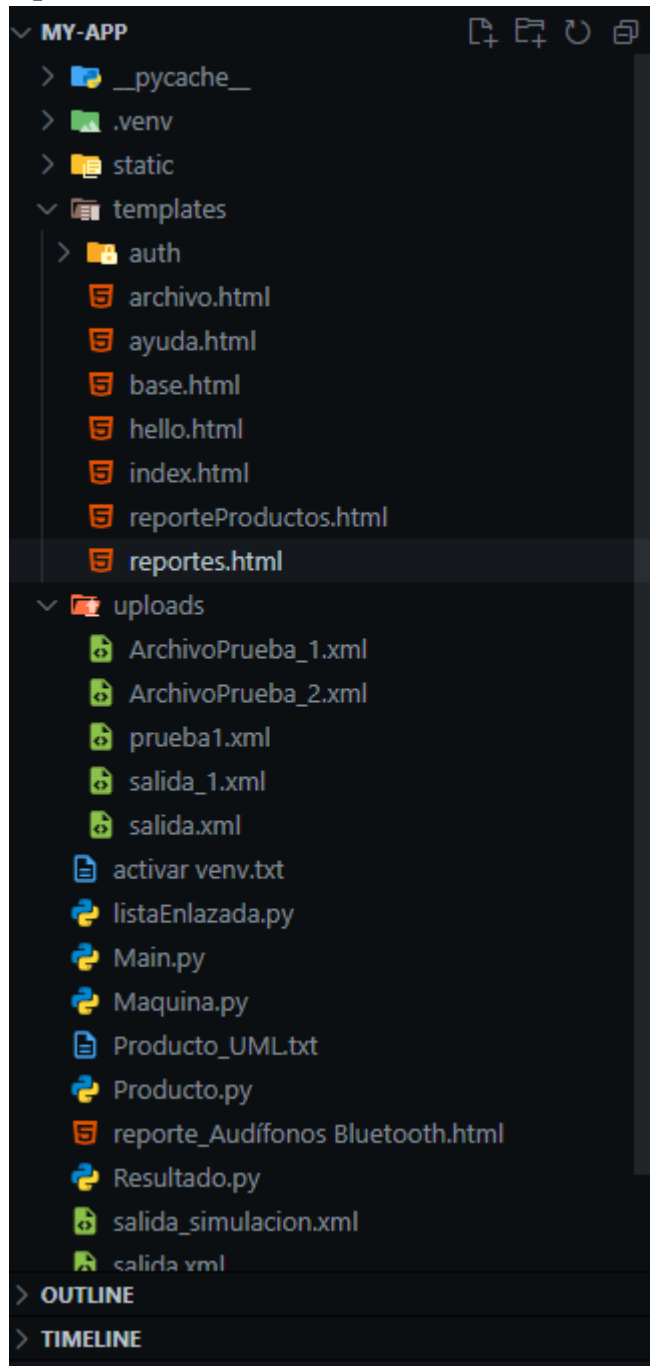 MY-APP
__pycache__
.venv
static
templates
auth
archivo.html
ayuda.html
base.html
hello.html
index.html
reporteProductos.html
reportes.html
uploads
ArchivoPrueba_1.xml
ArchivoPrueba_2.xml
prueba1.xml
salida_1.xml
salida.xml
activar venv.txt
listaEnlazada.py
Main.py
Maquina.py
Producto_UML.txt
Producto.py
reporte_Audífonos Bluetooth.html
Resultado.py
salida_simulacion.xml
salida.xml
OUTLINE
TIMELINE